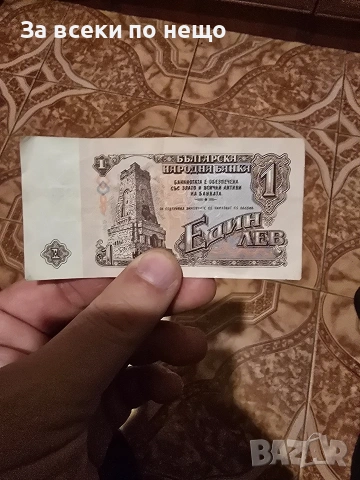 За всеки по нещо
1
БЪЛГАРСКА
НАРОДНА БАНКА
БАНКНОТАТА Е ОБЕЗПЕЧЕНА
СЪС ЗЛАТО И ВСИЧКИ АКТИВИ
НА БАНКАТА
1
ЕДИН
ЛЕВ
BAZAR